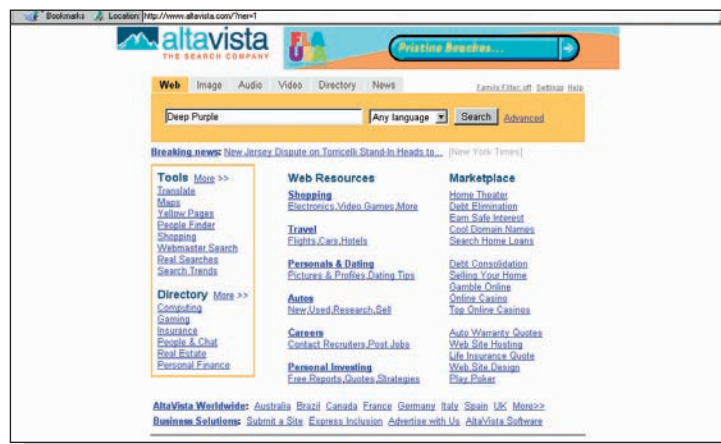 Bookmarks Location: http://www.altavista.com/?ner=1
altavista
THE SEARCH COMPANY
FLA USA
Pristine Beaches...
Web Image Audio Video Directory News
Family Filter:off Settings Help
Deep Purple Any language Search Advanced
Breaking news: New Jersey Dispute on Torricelli Stand-In Heads to... [New York Times]
Tools More >>
Translate
Maps
Yellow Pages
People Finder
Shopping
Webmaster Search
Real Searches
Search Trends
Directory More >>
Computing
Gaming
Insurance
People & Chat
Real Estate
Personal Finance
Web Resources
Shopping
Electronics,Video Games,More
Travel
Flights,Cars,Hotels
Personals & Dating
Pictures & Profiles,Dating Tips
Autos
New,Used,Research,Sell
Careers
Contact Recruiters,Post Jobs
Personal Investing
Free Reports,Quotes,Strategies
Marketplace
Home Theater
Debt Elimination
Earn Safe Interest
Cool Domain Names
Search Home Loans
Debt Consolidation
Selling Your Home
Gamble Online
Online Casino
Top Online Casinos
Auto Warranty Quotes
Web Site Hosting
Life Insurance Quote
Web Site Design
Play Poker
AltaVista Worldwide: Australia Brazil Canada France Germany Italy Spain UK More>>
Business Solutions: Submit a Site Express Inclusion Advertise with Us AltaVista Software